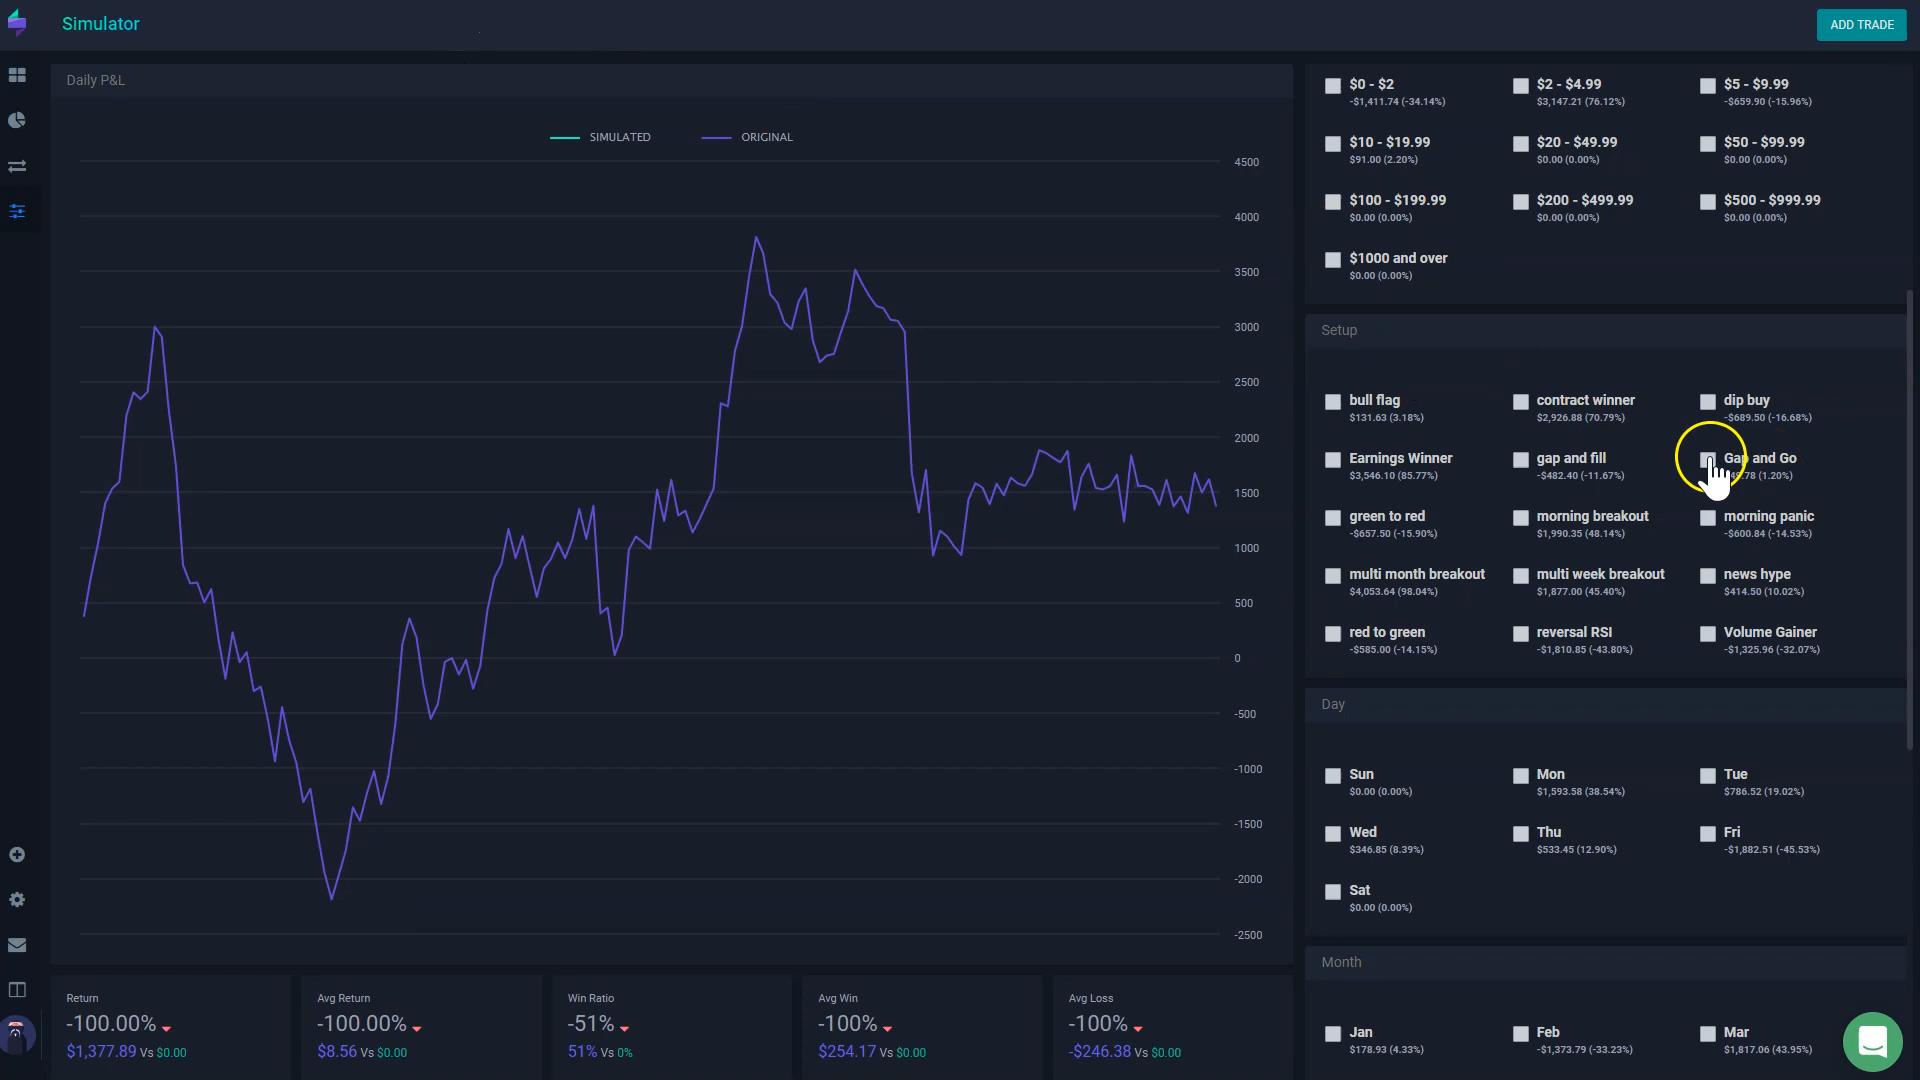 Simulator
ADD TRADE
Daily P&L
SIMULATED
ORIGINAL
4500
4000
3500
3000
2500
2000
1500
1000
500
0
-500
-1000
-1500
-2000
-2500
Return
-100.00%
$1,377.89 Vs $0.00
Avg Return
-100.00%
$8.56 Vs $0.00
Win Ratio
-51%
51% Vs 0%
Avg Win
-100%
$254.17 Vs $0.00
Avg Loss
-100%
-$246.38 Vs $0.00
$0 - $2
-$1,411.74 (-34.14%)
$2 - $4.99
$3,147.21 (76.12%)
$5 - $9.99
-$659.90 (-15.96%)
$10 - $19.99
$91.00 (2.20%)
$20 - $49.99
$0.00 (0.00%)
$50 - $99.99
$0.00 (0.00%)
$100 - $199.99
$0.00 (0.00%)
$200 - $499.99
$0.00 (0.00%)
$500 - $999.99
$0.00 (0.00%)
$1000 and over
$0.00 (0.00%)
Setup
bull flag
$131.63 (3.18%)
contract winner
$2,926.88 (70.79%)
dip buy
-$689.50 (-16.68%)
Earnings Winner
$3,546.10 (85.77%)
gap and fill
-$482.40 (-11.67%)
Gap and Go
(1.20%)
green to red
-$657.50 (-15.90%)
morning breakout
$1,990.35 (48.14%)
morning panic
-$600.84 (-14.53%)
multi month breakout
$4,053.64 (98.04%)
multi week breakout
$1,877.00 (45.40%)
news hype
$414.50 (10.02%)
red to green
-$585.00 (-14.15%)
reversal RSI
-$1,810.85 (-43.80%)
Volume Gainer
-$1,325.96 (-32.07%)
Day
Sun
$0.00 (0.00%)
Mon
$1,593.58 (38.54%)
Tue
$786.52 (19.02%)
Wed
$346.85 (8.39%)
Thu
$533.45 (12.90%)
Fri
-$1,882.51 (-45.53%)
Sat
$0.00 (0.00%)
Month
Jan
$178.93 (4.33%)
Feb
-$1,373.79 (-33.23%)
Mar
$1,817.06 (43.95%)